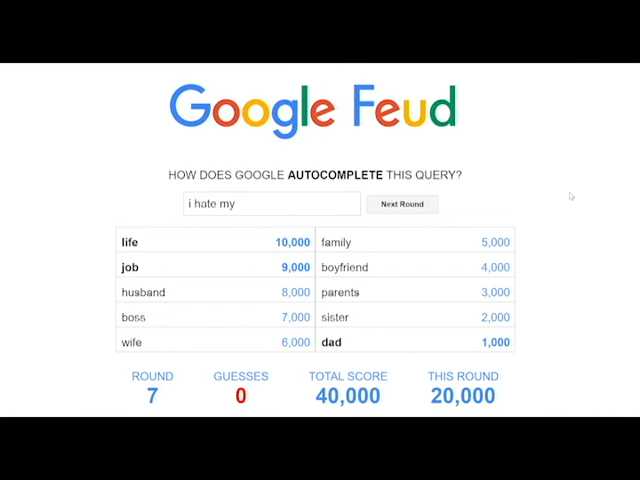 Google Feud
HOW DOES GOOGLE AUTOCOMPLETE THIS QUERY?
i hate my
Next Round
life 10,000
job 9,000
husband 8,000
boss 7,000
wife 6,000
family 5,000
boyfriend 4,000
parents 3,000
sister 2,000
dad 1,000
ROUND GUESSES TOTAL SCORE THIS ROUND
7 0 40,000 20,000